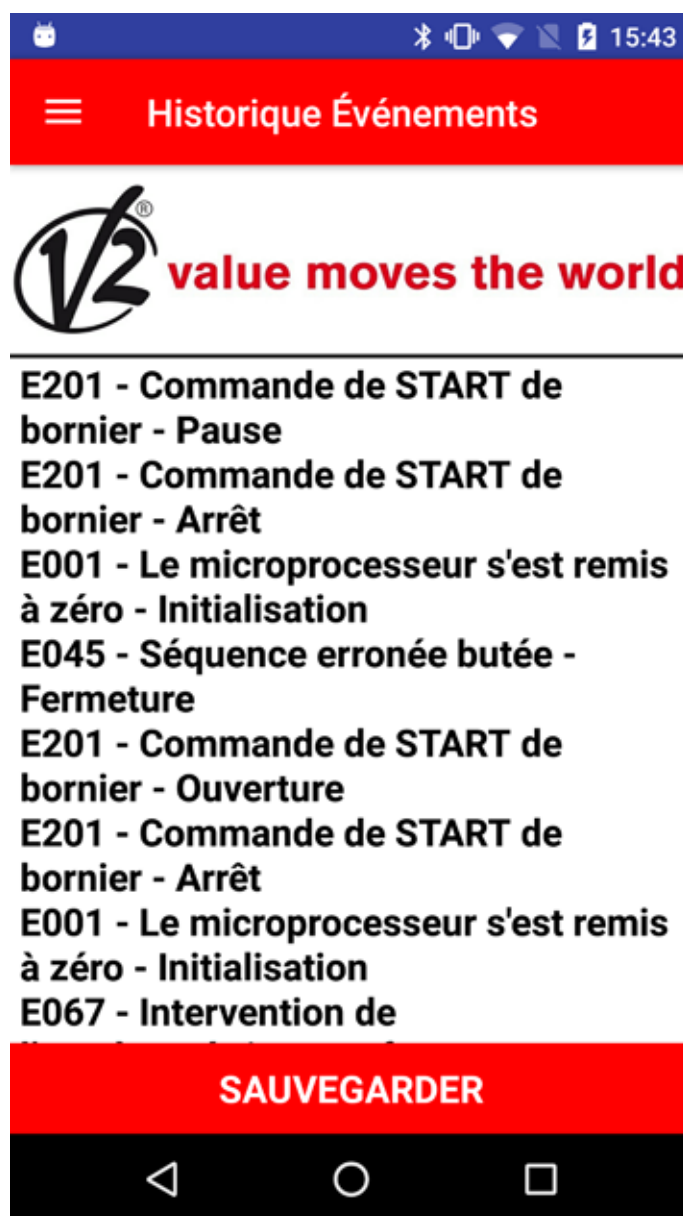 15:43
Historique Événements
V2®
value moves the world
E201 - Commande de START de
bornier - Pause
E201 - Commande de START de
bornier - Arrêt
E001 - Le microprocesseur s'est remis
à zéro - Initialisation
E045 - Séquence erronée butée -
Fermeture
E201 - Commande de START de
bornier - Ouverture
E201 - Commande de START de
bornier - Arrêt
E001 - Le microprocesseur s'est remis
à zéro - Initialisation
E067 - Intervention de
SAUVEGARDER